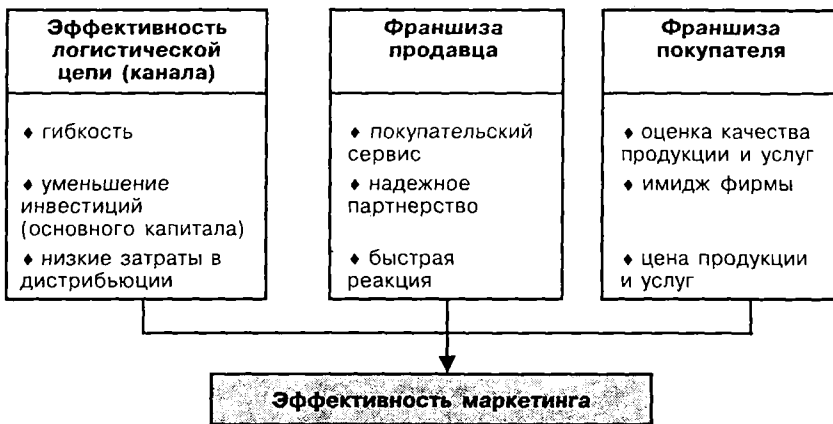 Эффективность
логистической
цепи (канала)
♦ гибкость
♦ уменьшение
инвестиций
(основного капитала)
♦ низкие затраты в
дистрибьюции
Франшиза
продавца
♦ покупательский
сервис
♦ надежное
партнерство
♦ быстрая
реакция
Франшиза
покупателя
♦ оценка качества
продукции и услуг
♦ имидж фирмы
♦ цена продукции
и услуг
Эффективность маркетинга